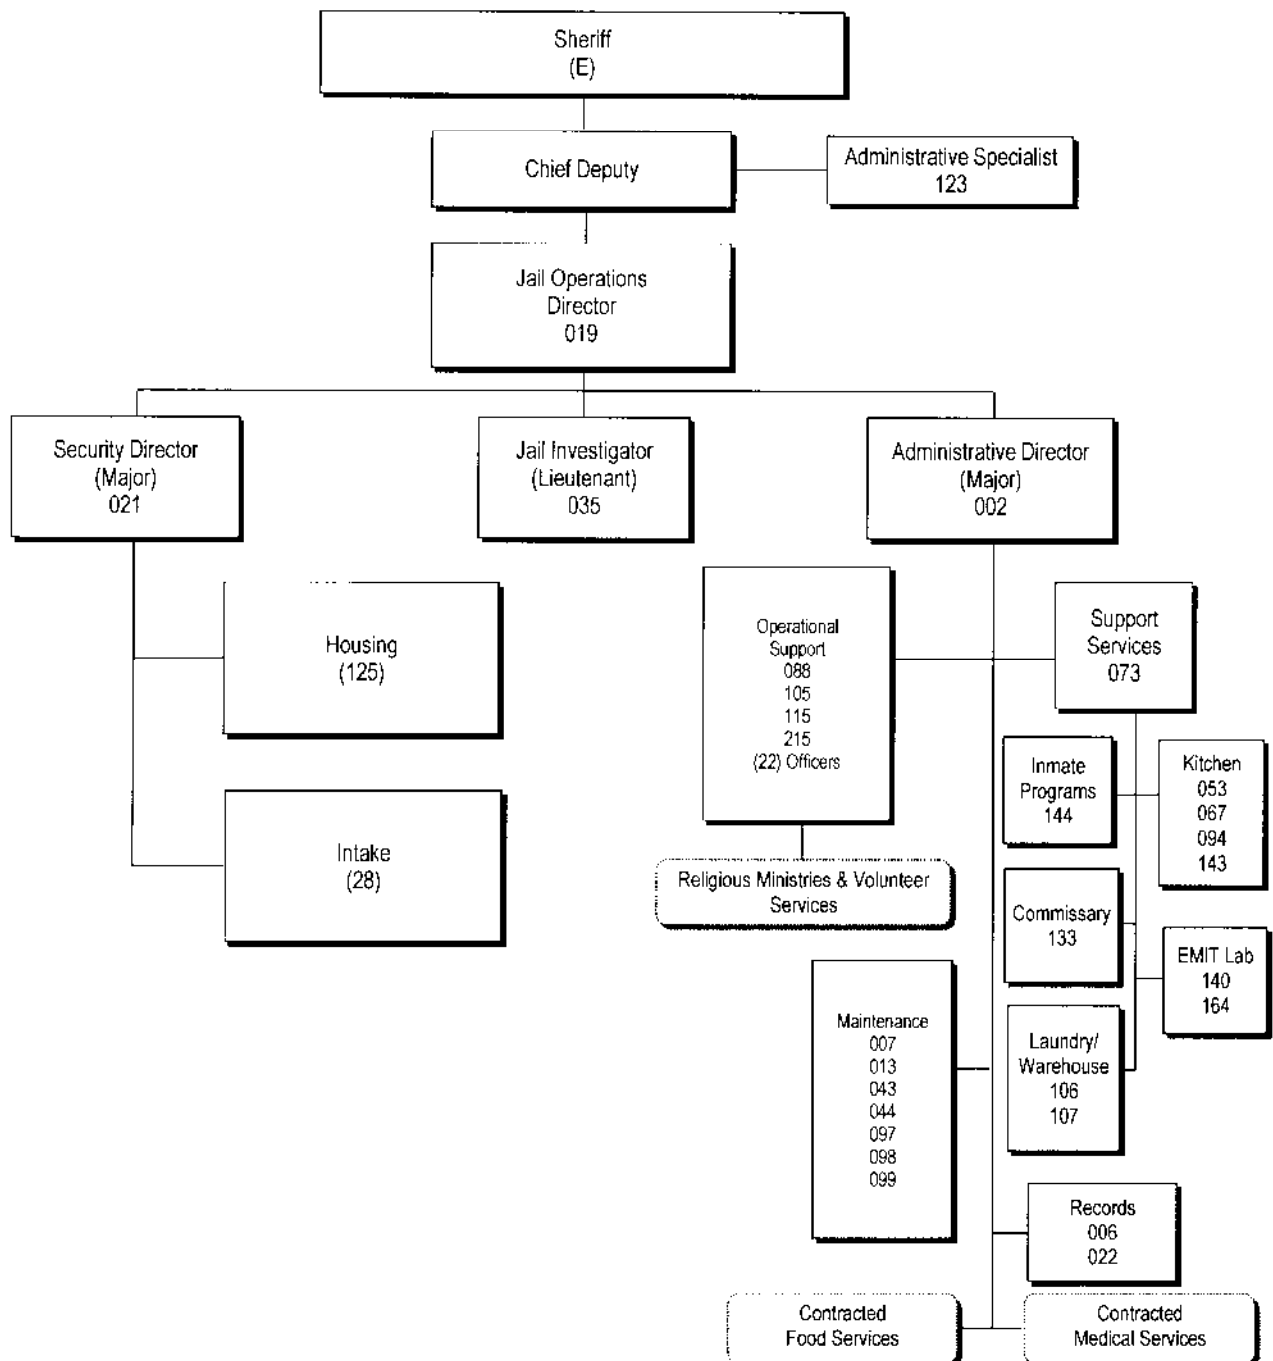 Sheriff
(E)
Chief Deputy
Administrative Specialist
123
Jail Operations
Director
019
Security Director
(Major)
021
Jail Investigator
(Lieutenant)
035
Administrative Director
(Major)
002
Housing
(125)
Intake
(28)
Operational
Support
088
105
115
215
(22) Officers
Religious Ministries & Volunteer
Services
Support
Services
073
Inmate
Programs
144
Kitchen
053
067
094
143
Commissary
133
EMIT Lab
140
164
Laundry/
Warehouse
106
107
Maintenance
007
013
043
044
097
098
099
Records
006
022
Contracted
Food Services
Contracted
Medical Services